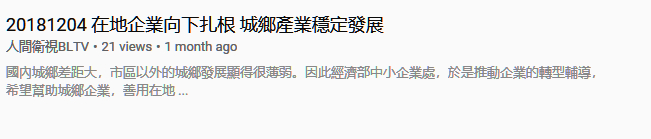 20181204 在地企業向下扎根 城鄉產業穩定發展
人間衛視BLTV • 21 views • 1 month ago
國內城鄉差距大，市區以外的城鄉發展顯得很薄弱。因此經濟部中小企業處，於是推動企業的轉型輔導，
希望幫助城鄉企業，善用在地 ...